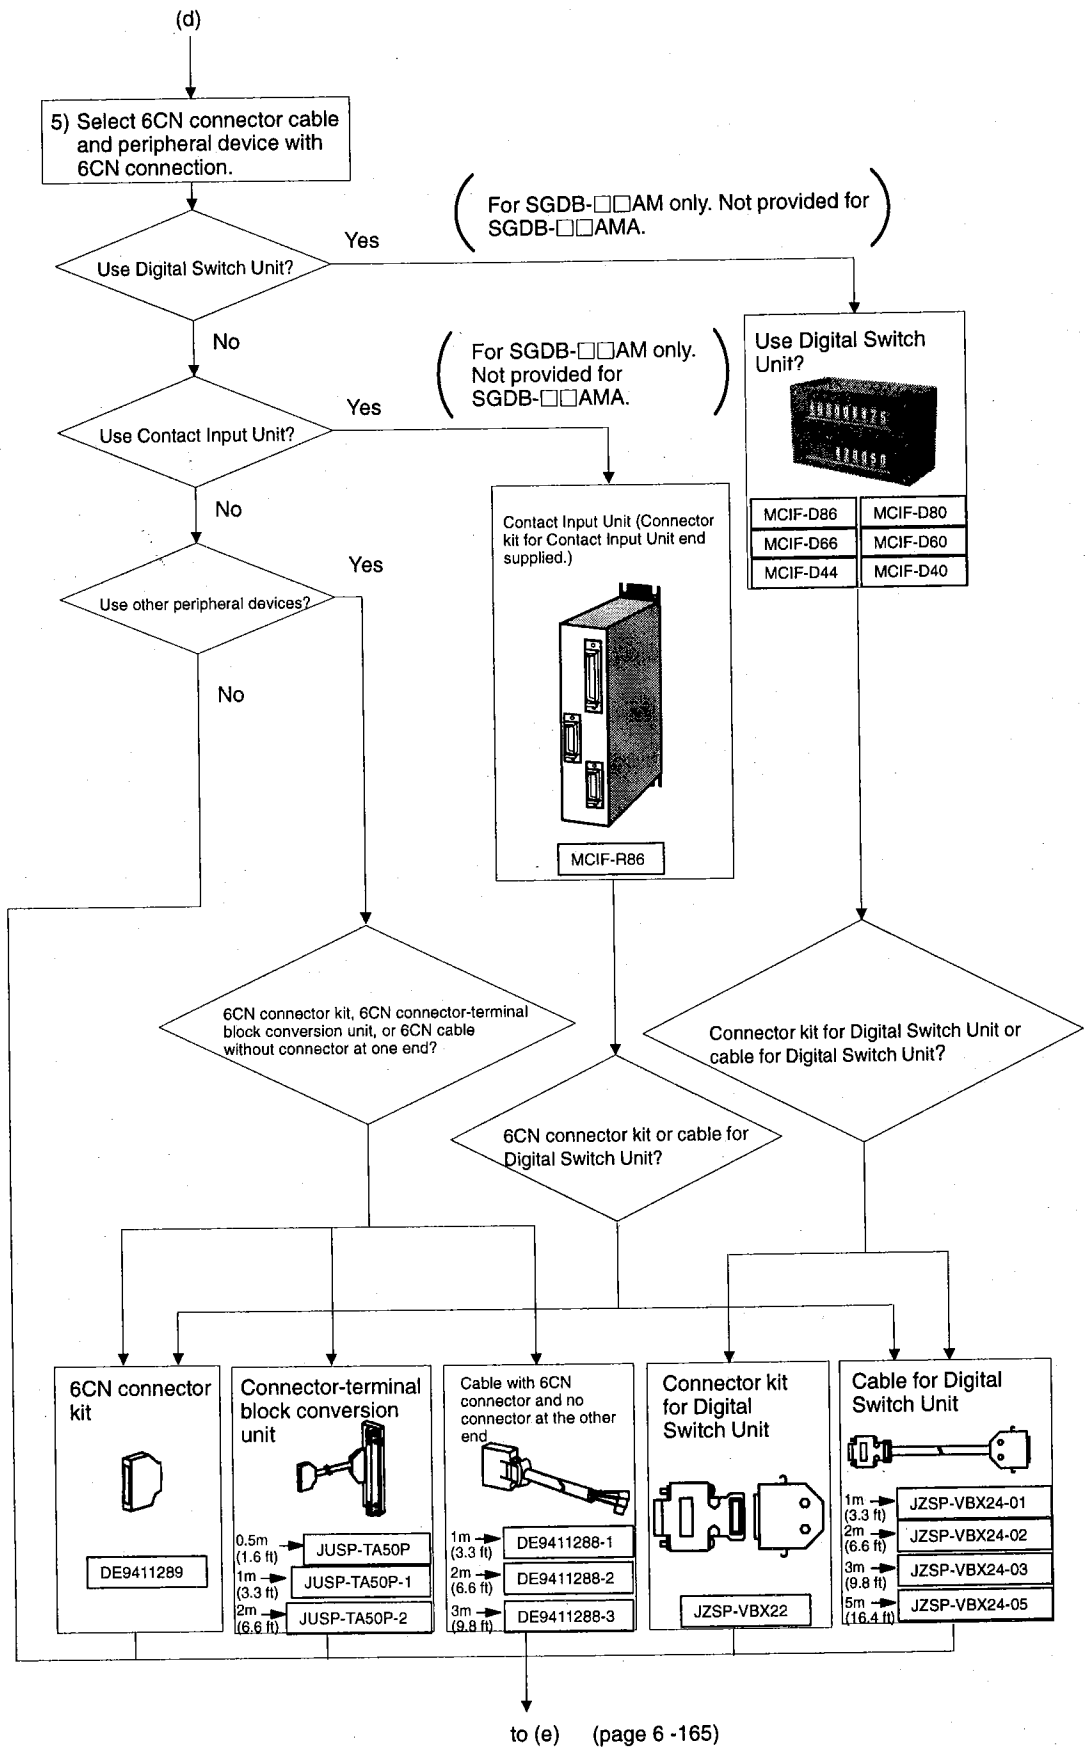 (d)
5) Select 6CN connector cable
and peripheral device with
6CN connection.
For SGDB-□□AM only. Not provided for
SGDB-□□AMA.
Yes
Use Digital Switch Unit?
No
For SGDB-□□AM only.
Not provided for
SGDB-□□AMA.
Use Digital Switch
Unit?
Yes
Use Contact Input Unit?
No
MCIF-D86
MCIF-D80
MCIF-D66
MCIF-D60
MCIF-D44
MCIF-D40
Contact Input Unit (Connector
kit for Contact Input Unit end
supplied.)
Yes
Use other peripheral devices?
No
MCIF-R86
6CN connector kit, 6CN connector-terminal
block conversion unit, or 6CN cable
without connector at one end?
Connector kit for Digital Switch Unit or
cable for Digital Switch Unit?
6CN connector kit or cable for
Digital Switch Unit?
6CN connector
kit
DE9411289
Connector-terminal
block conversion
unit
0.5m
(1.6 ft)
JUSP-TA50P
1m
(3.3 ft)
JUSP-TA50P-1
2m
(6.6 ft)
JUSP-TA50P-2
Cable with 6CN
connector and no
connector at the other
end
1m
(3.3 ft)
DE9411288-1
2m
(6.6 ft)
DE9411288-2
3m
(9.8 ft)
DE9411288-3
Connector kit
for Digital
Switch Unit
JZSP-VBX22
Cable for Digital
Switch Unit
1m
(3.3 ft)
JZSP-VBX24-01
2m
(6.6 ft)
JZSP-VBX24-02
3m
(9.8 ft)
JZSP-VBX24-03
5m
(16.4 ft)
JZSP-VBX24-05
to (e) (page 6 -165)